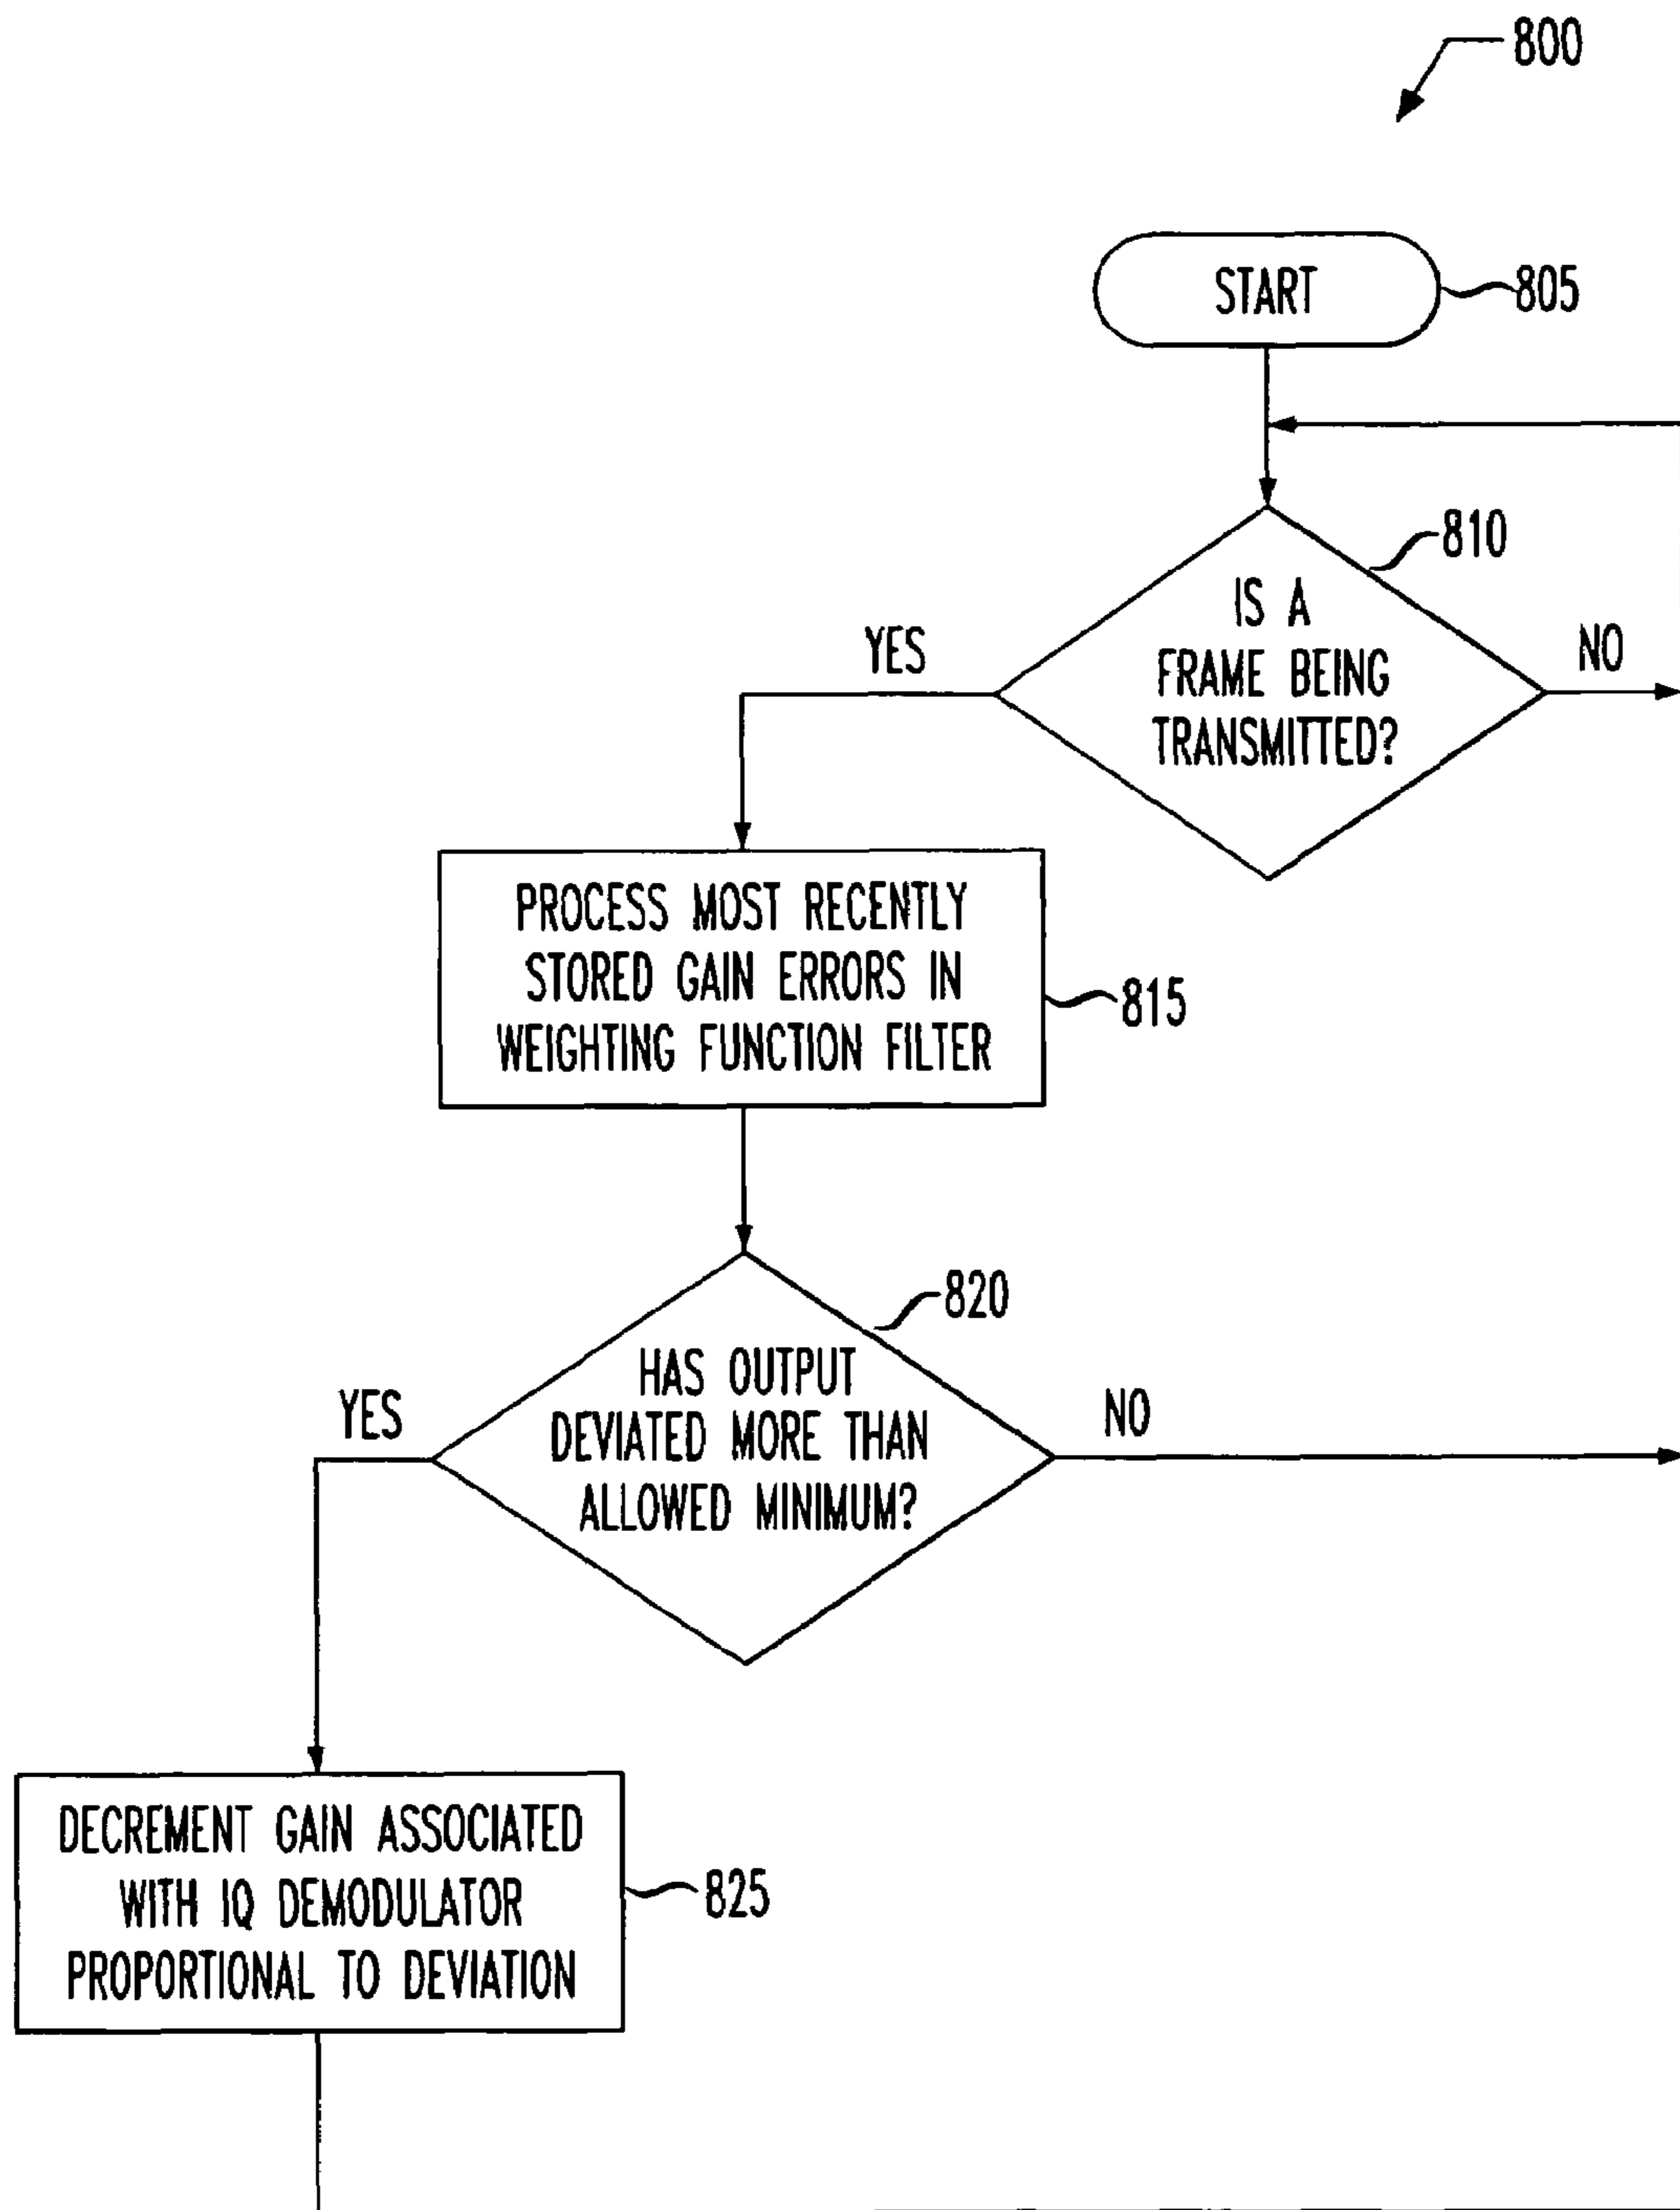 800
START
805
810
IS A
FRAME BEING
TRANSMITTED?
YES
NO
PROCESS MOST RECENTLY
STORED GAIN ERRORS IN
WEIGHTING FUNCTION FILTER
815
820
HAS OUTPUT
DEVIATED MORE THAN
ALLOWED MINIMUM?
YES
NO
DECREMENT GAIN ASSOCIATED
WITH IQ DEMODULATOR
PROPORTIONAL TO DEVIATION
825